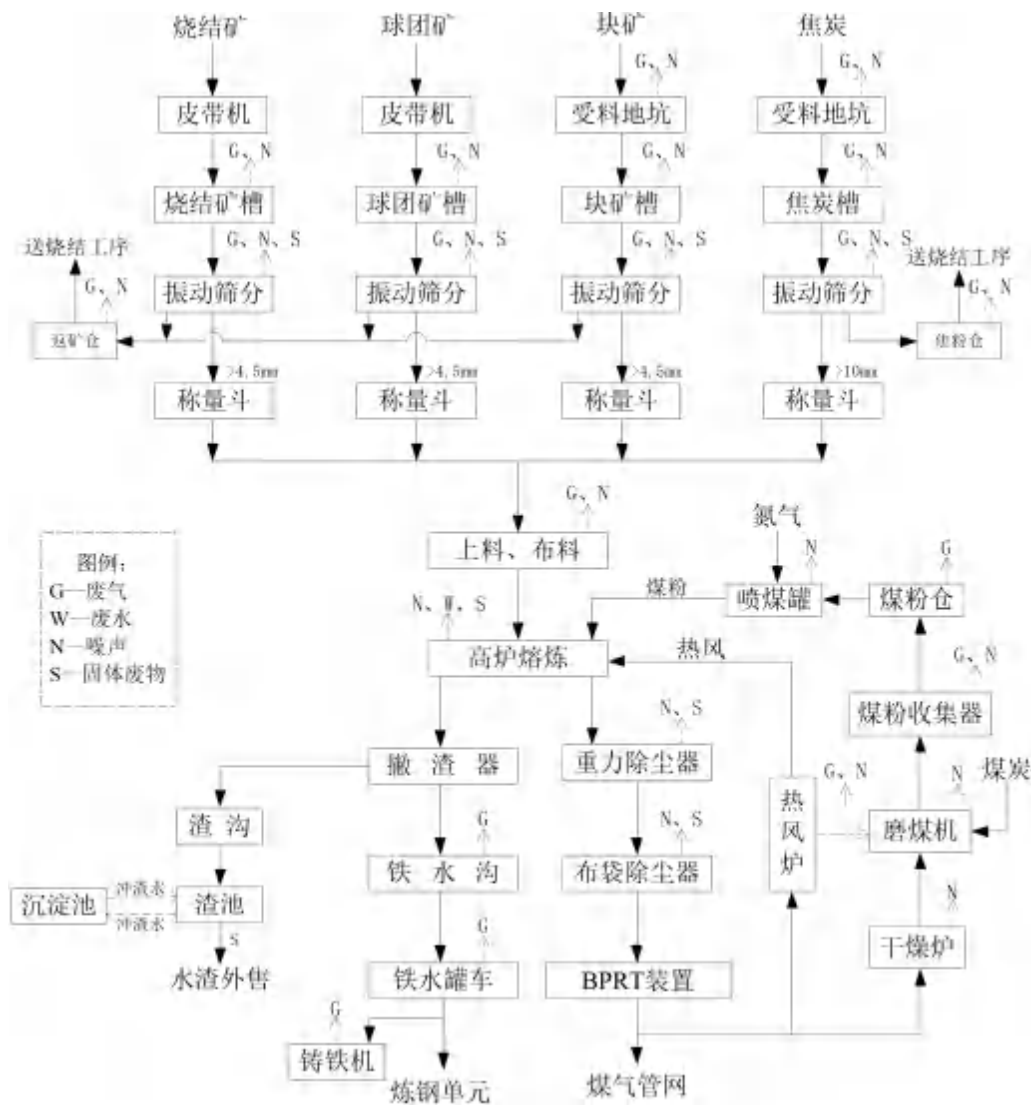 烧结矿 球团矿 块矿 焦炭
G、N G、N
皮带机 皮带机 受料地坑 受料地坑
G、N G、N G、N G、N
烧结矿槽 球团矿槽 块矿槽 焦炭槽
送烧结工序 G、N、S G、N、S G、N、S G、N、S 送烧结工序
G、N G、N
振动筛分 振动筛分 振动筛分 振动筛分
返矿仓 焦粉仓
>4.5mm >4.5mm >4.5mm >10mm
称量斗 称量斗 称量斗 称量斗
G、N
氮气
上料、布料 N G
图例：
G—废气
W—废水
N—噪声
S—固体废物
N、W、S 煤粉 喷煤罐 煤粉仓
高炉熔炼 热风 G、N
N、S 煤粉收集器
撇渣器 重力除尘器 G、N N 煤炭
渣沟 G N、S 热风炉 磨煤机
铁水沟 布袋除尘器 N
沉淀池 冲渣水 渣池
冲渣水 S G 干燥炉
水渣外售 铁水罐车 BPRT装置
G
铸铁机
炼钢单元 煤气管网